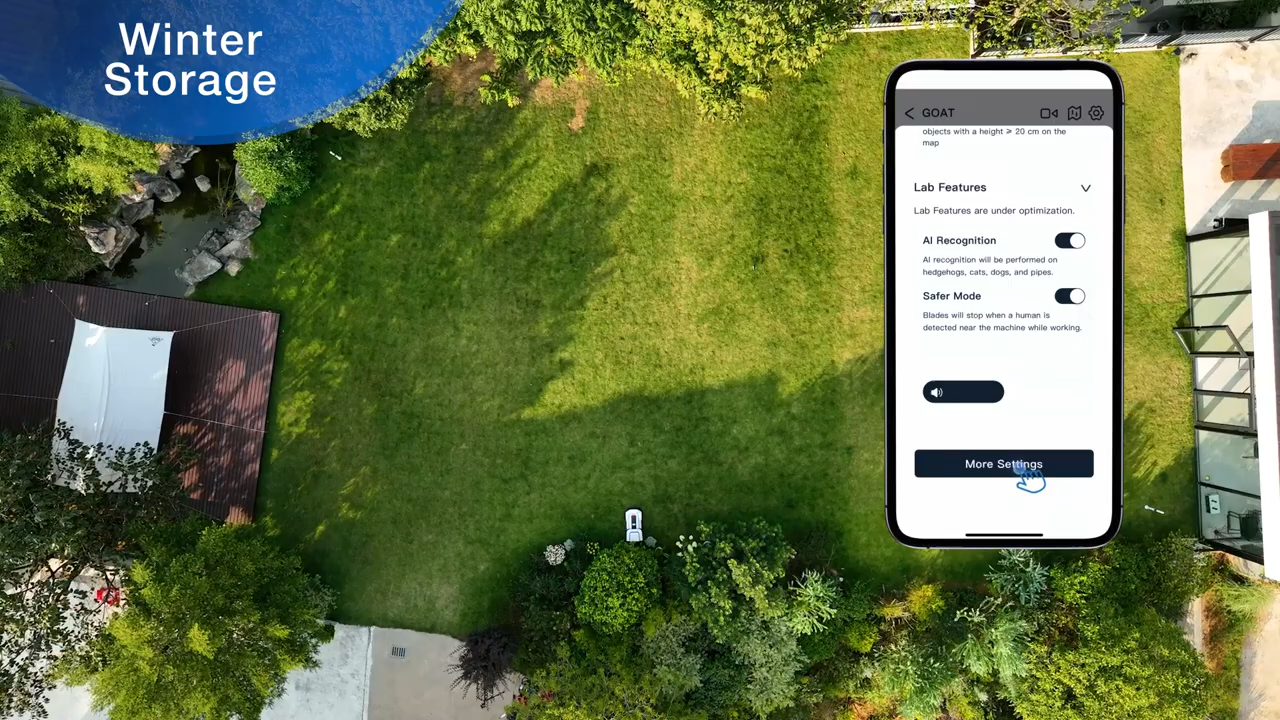 Winter
Storage
GOAT
objects with a height ≥ 20 cm on the
map
Lab Features
Lab Features are under optimization.
AI Recognition
AI recognition will be performed on
hedgehogs, cats, dogs, and pipes.
Safer Mode
Blades will stop when a human is
detected near the machine while working.
More Settings